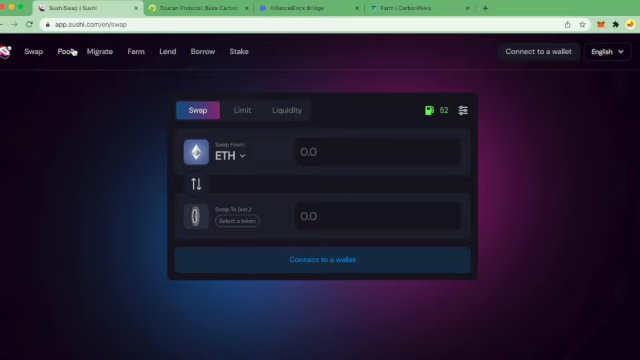 SushiSwap | Sushi
Toucan Protocol: Base Carbon
AllianceBlock Bridge
Farm | CarbonPaws
app.sushi.com/en/swap
Swap
Pool
Migrate
Farm
Lend
Borrow
Stake
Connect to a wallet
English
Swap
Limit
Liquidity
52
Swap From:
ETH
0.0
Swap To (est.):
Select a token
0.0
Connect to a wallet